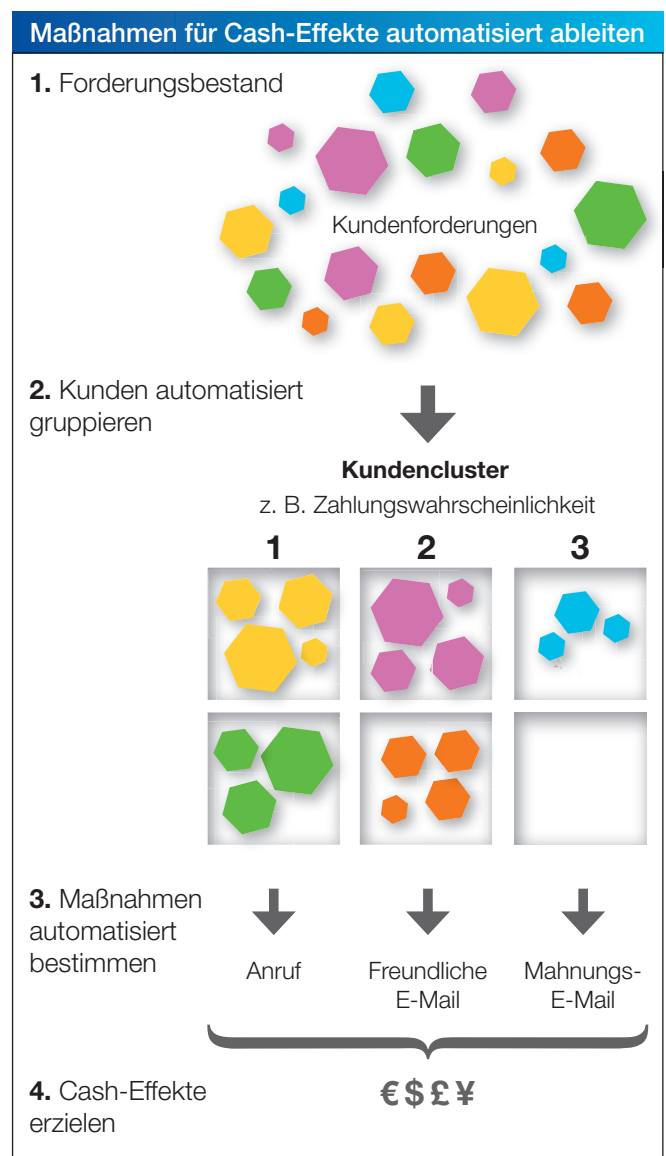 Maßnahmen für Cash-Effekte automatisiert ableiten
1. Forderungsbestand
Kundenforderungen
2. Kunden automatisiert
gruppieren
Kundencluster
z. B. Zahlungswahrscheinlichkeit
1 2 3
3. Maßnahmen
automatisiert
bestimmen
Anruf
Freundliche
E-Mail
Mahnungs-
E-Mail
4. Cash-Effekte
erzielen
€ $ £ ¥